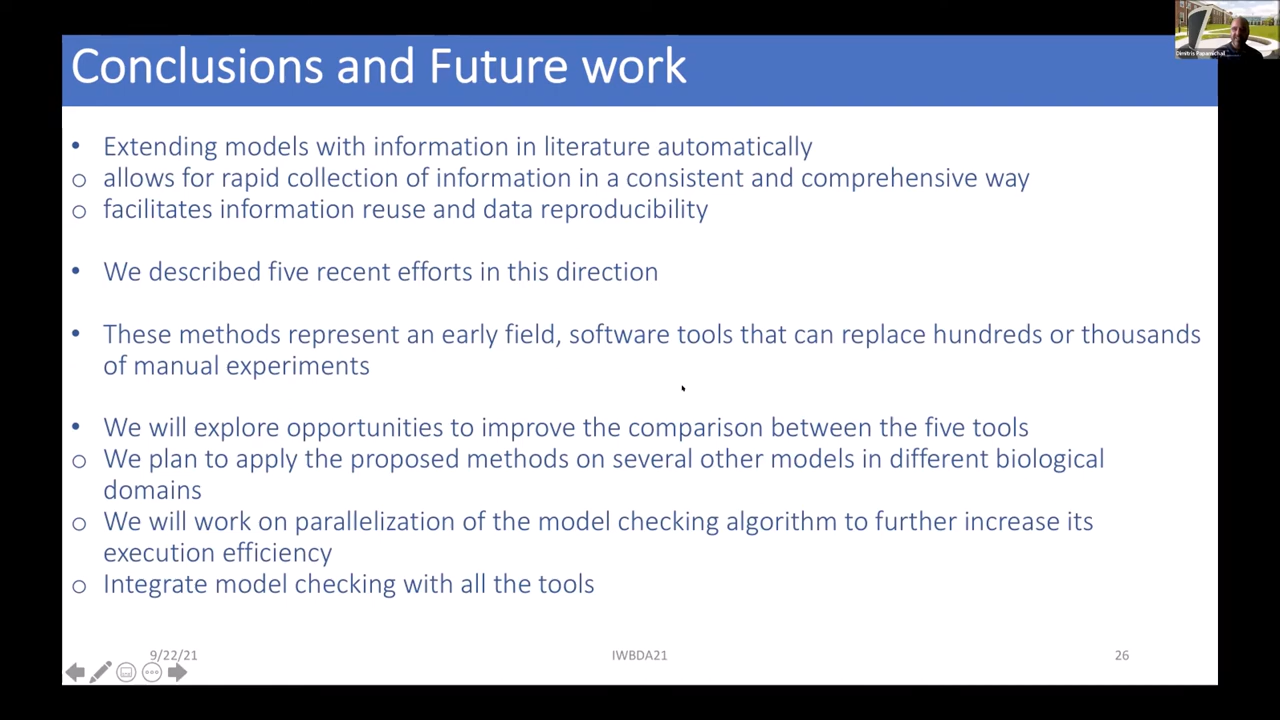 Conclusions and Future work
Dimitris Papamichail
• Extending models with information in literature automatically
o allows for rapid collection of information in a consistent and comprehensive way
o facilitates information reuse and data reproducibility
• We described five recent efforts in this direction
• These methods represent an early field, software tools that can replace hundreds or thousands
of manual experiments
• We will explore opportunities to improve the comparison between the five tools
o We plan to apply the proposed methods on several other models in different biological
domains
o We will work on parallelization of the model checking algorithm to further increase its
execution efficiency
o Integrate model checking with all the tools
9/22/21
IWBDA21
26